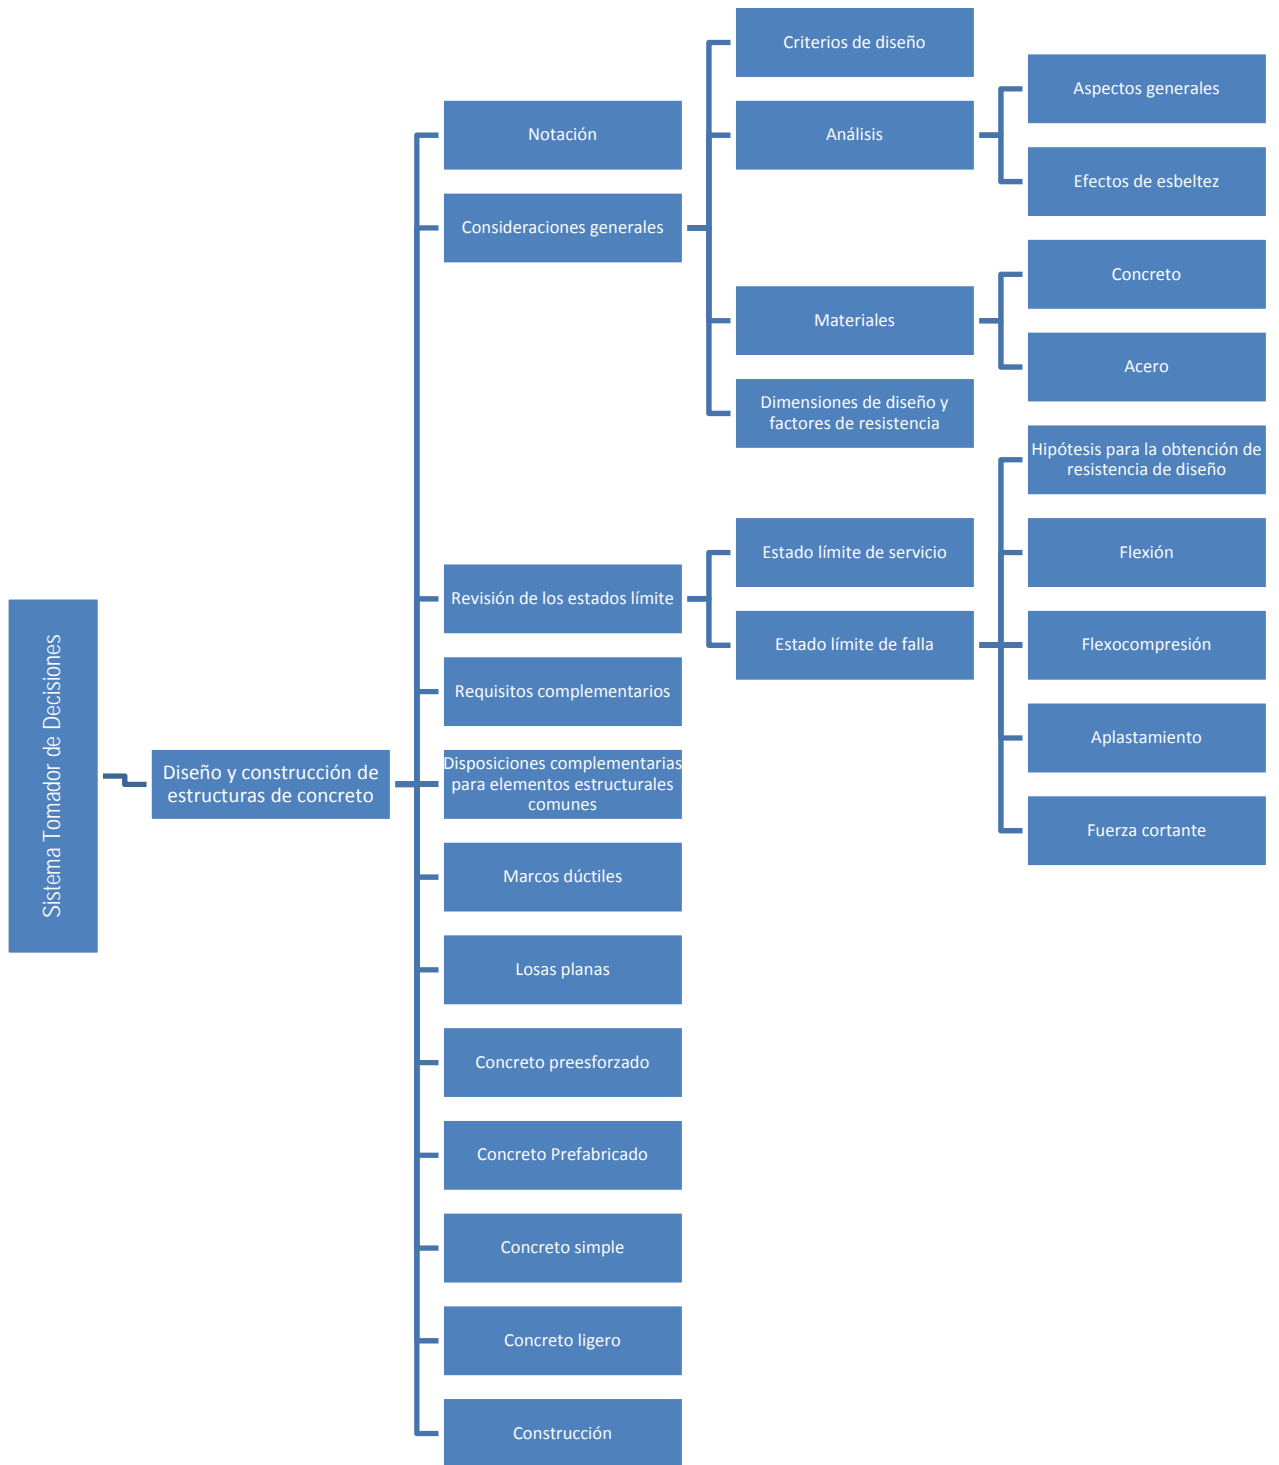 Sistema Tomador de Decisiones
Diseño y construcción de
estructuras de concreto
Notación
Consideraciones generales
Criterios de diseño
Análisis
Aspectos generales
Efectos de esbeltez
Materiales
Concreto
Acero
Dimensiones de diseño y
factores de resistencia
Revisión de los estados límite
Estado límite de servicio
Estado límite de falla
Hipótesis para la obtención de
resistencia de diseño
Flexión
Flexocompresión
Aplastamiento
Fuerza cortante
Requisitos complementarios
Disposiciones complementarias
para elementos estructurales
comunes
Marcos dúctiles
Losas planas
Concreto preesforzado
Concreto Prefabricado
Concreto simple
Concreto ligero
Construcción